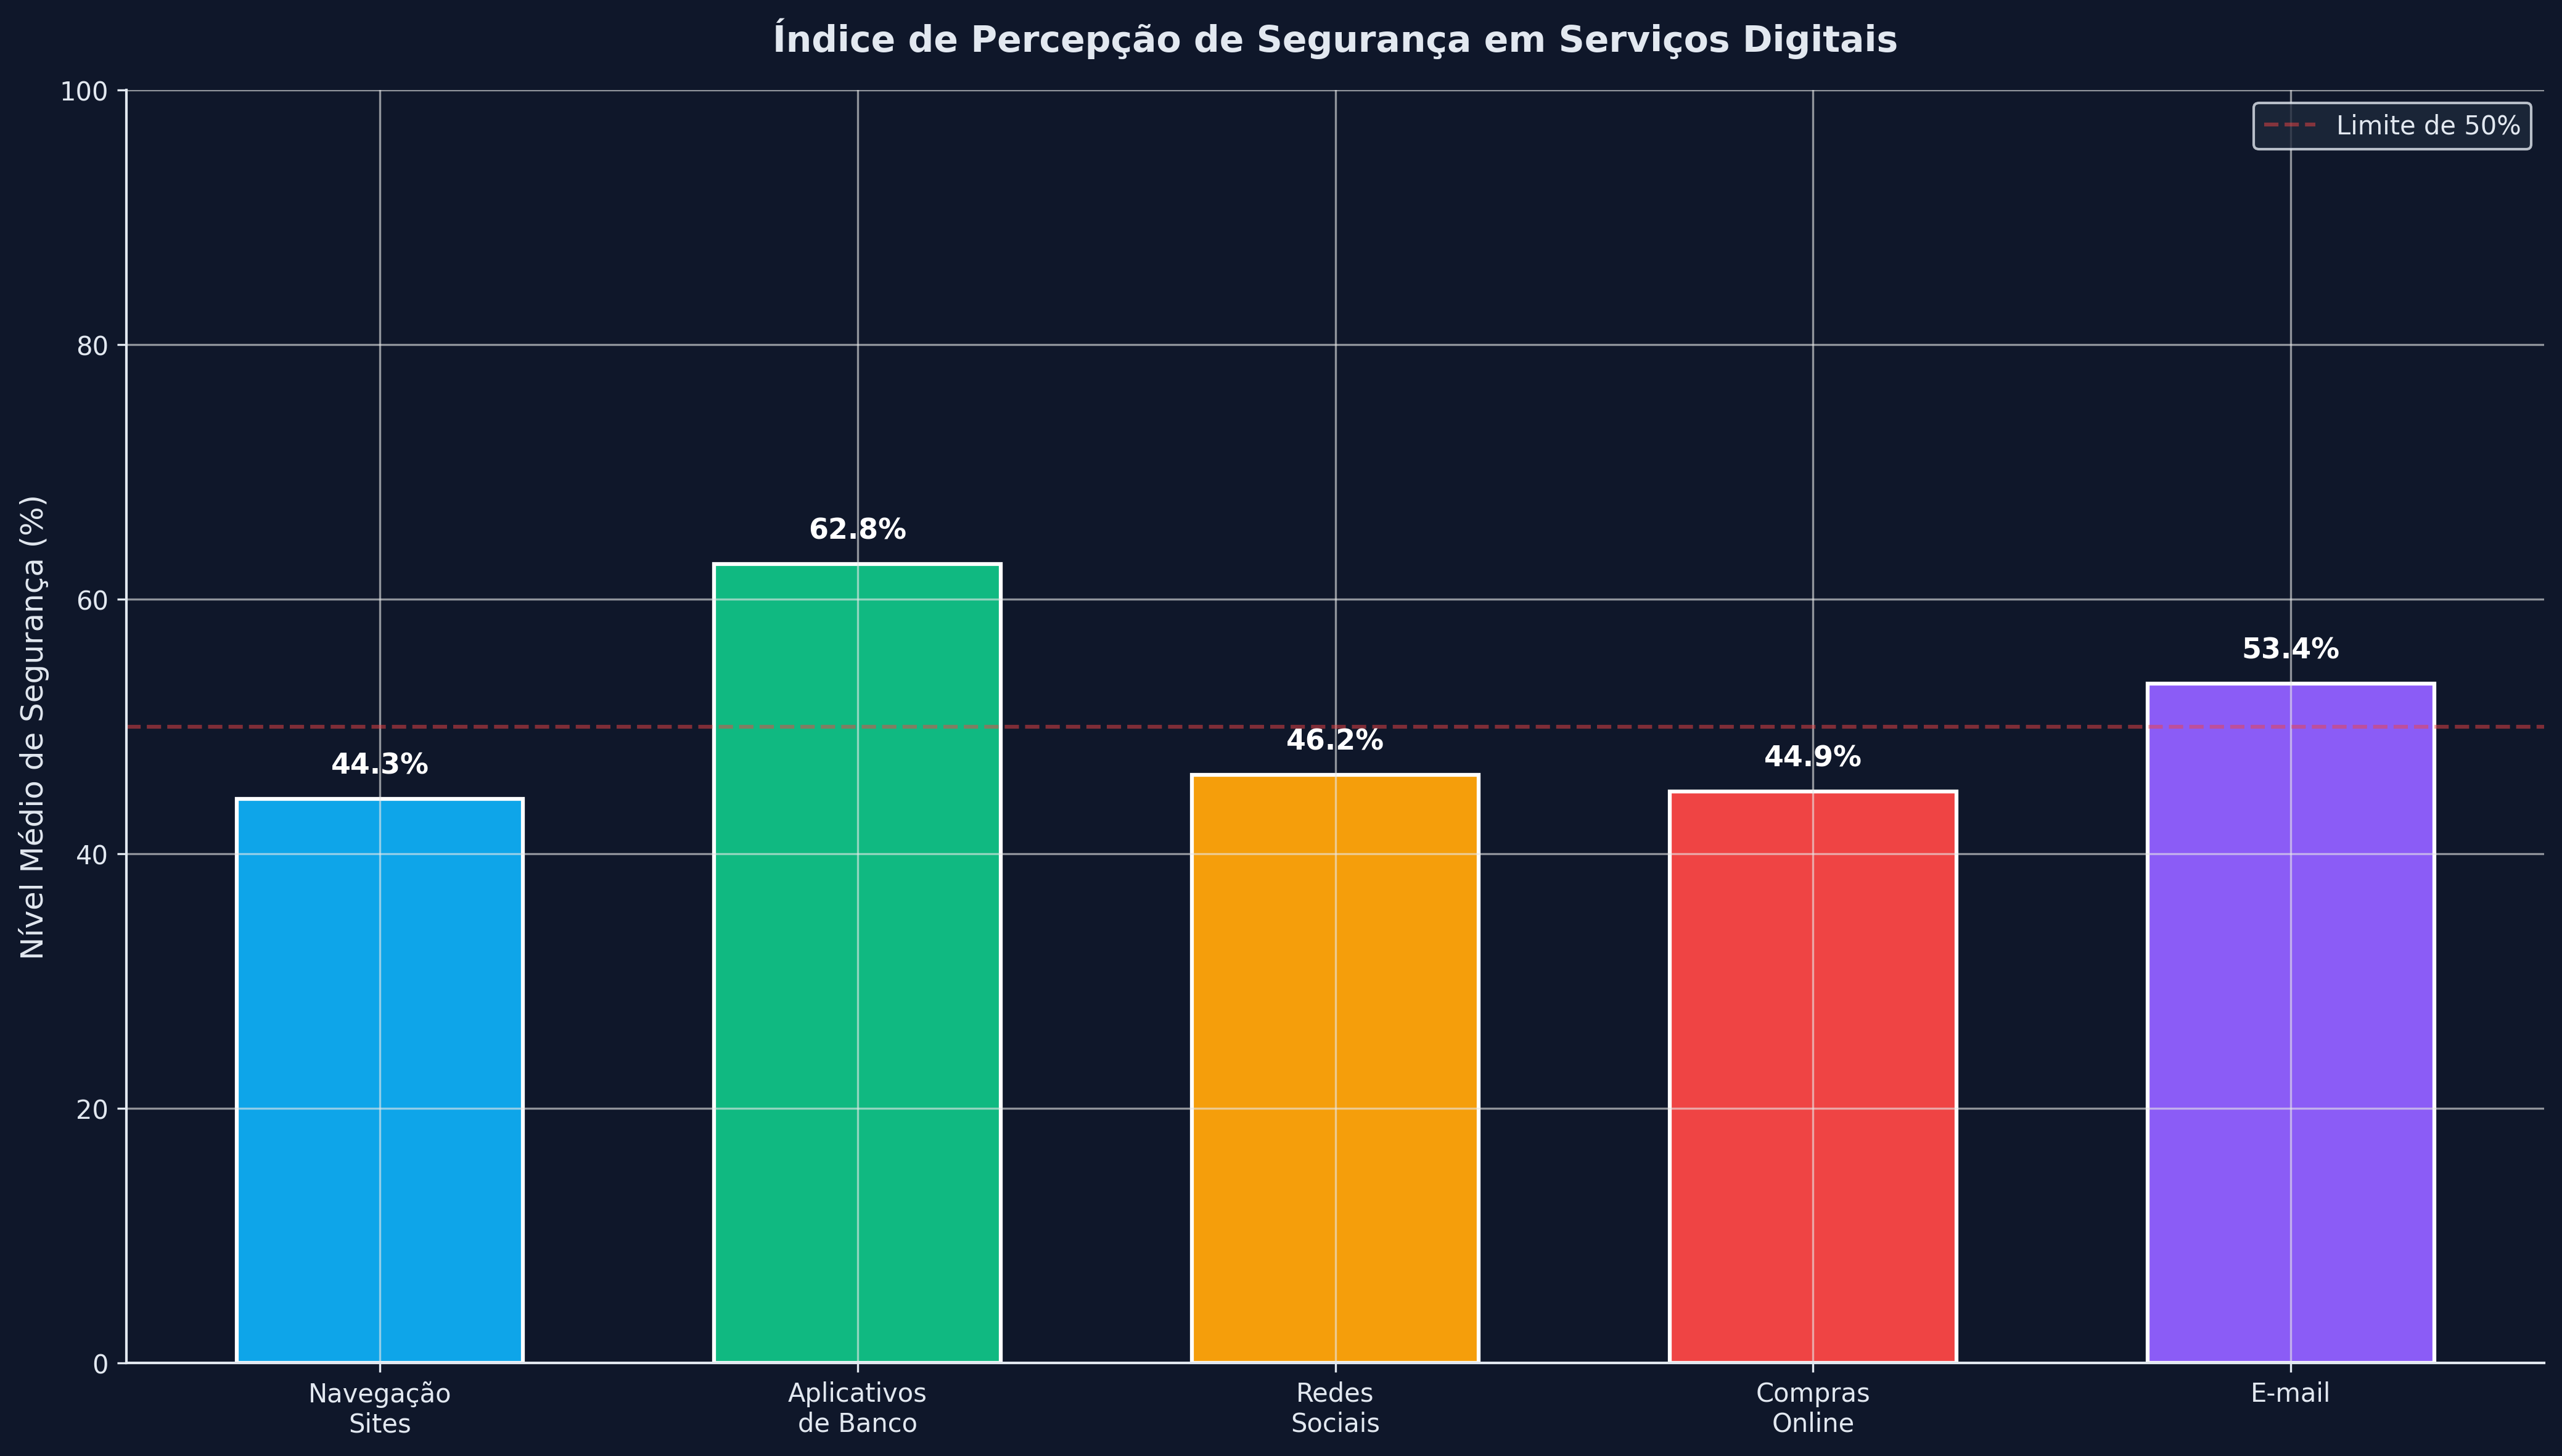 Índice de Percepção de Segurança em Serviços Digitais
Limite de 50%
Nível Médio de Segurança (%)
100
80
60
40
20
0
44.3%
62.8%
46.2%
44.9%
53.4%
Navegação
Sites
Aplicativos
de Banco
Redes
Sociais
Compras
Online
E-mail